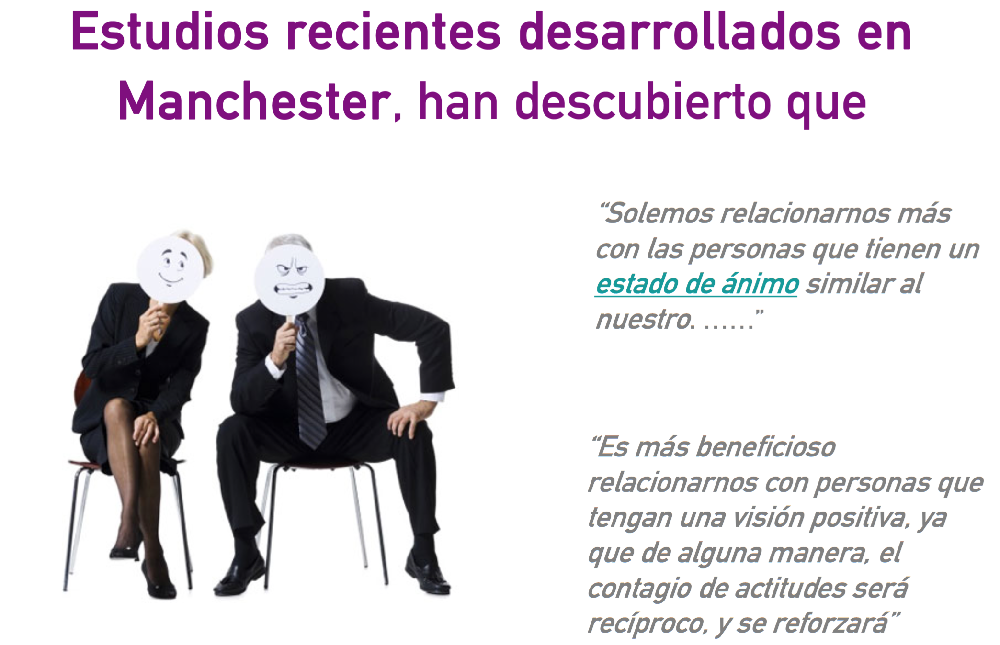 Estudios recientes desarrollados en
Manchester, han descubierto que
“Solemos relacionarnos más
con las personas que tienen un
estado de ánimo similar al
nuestro. ……”
“Es más beneficioso
relacionarnos con personas que
tengan una visión positiva, ya
que de alguna manera, el
contagio de actitudes será
recíproco, y se reforzará”